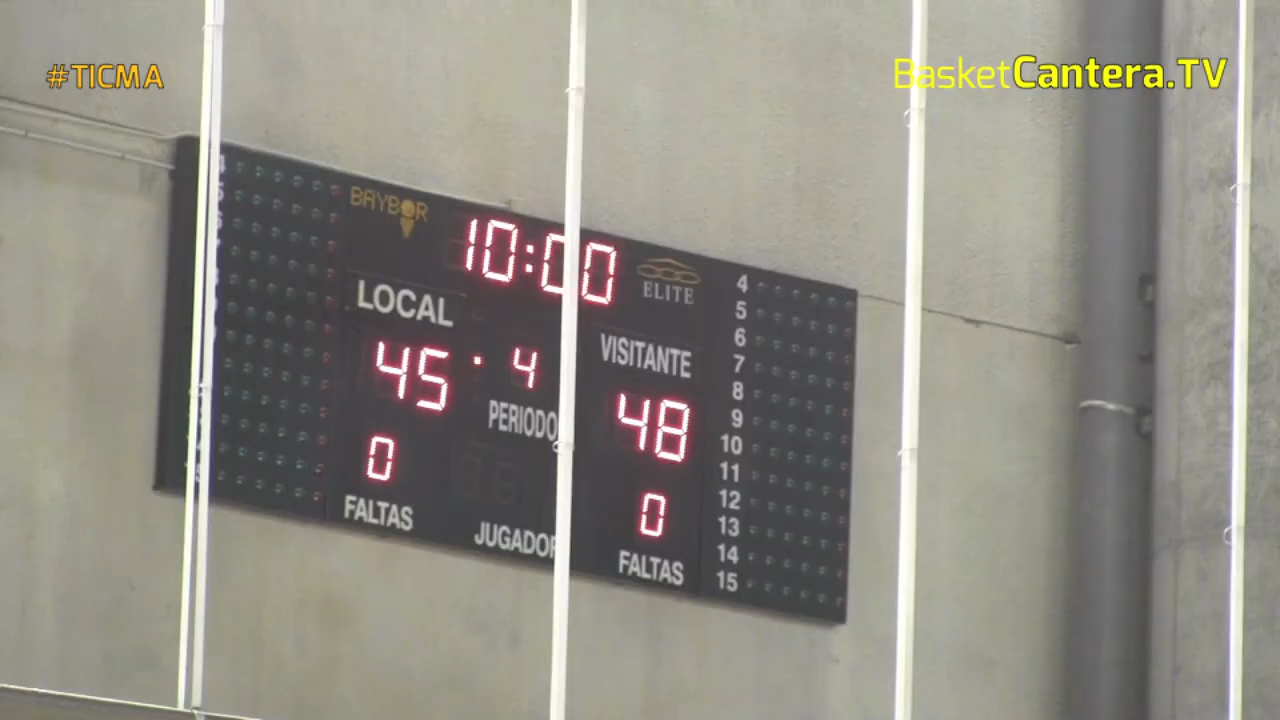 #TICMA
BasketCantera.TV
BAYBOR
10:00
ELITE
LOCAL
VISITANTE
45
4
48
PERIODO
0
0
FALTAS
JUGADOR
FALTAS
4
5
6
7
8
9
10
11
12
13
14
15